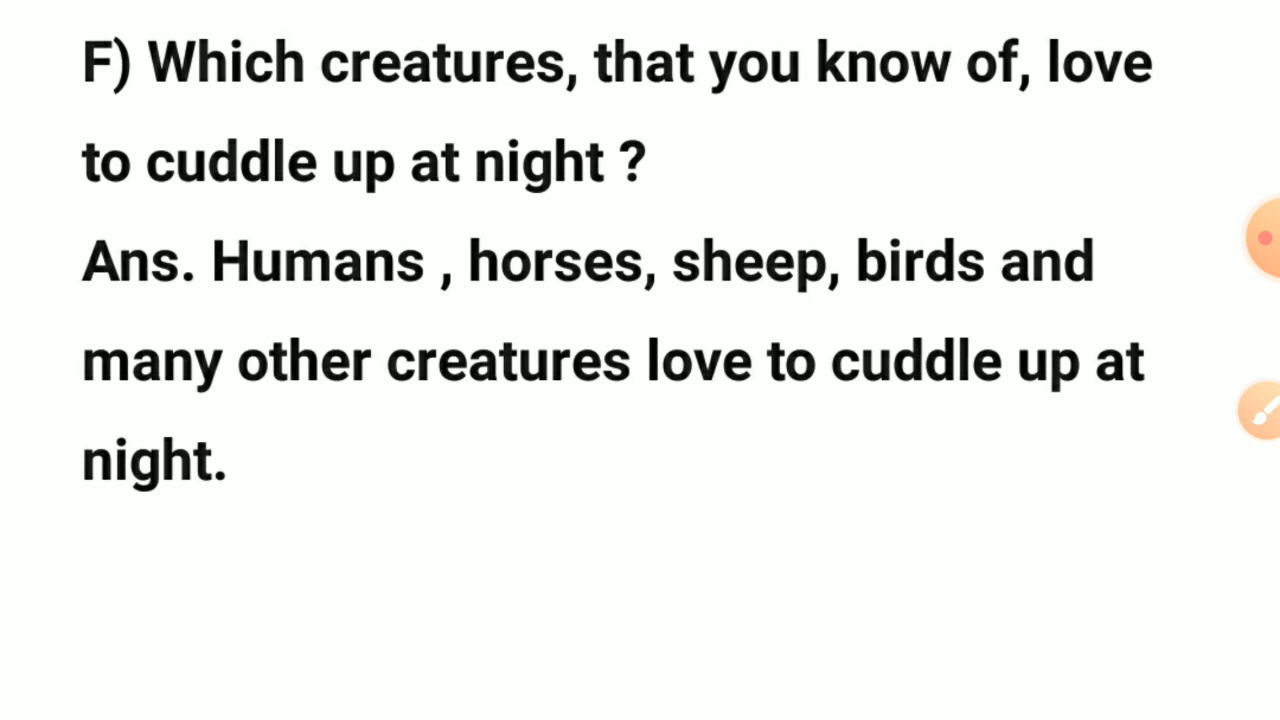 F) Which creatures, that you know of, love
to cuddle up at night ?
Ans. Humans , horses, sheep, birds and
many other creatures love to cuddle up at
night.